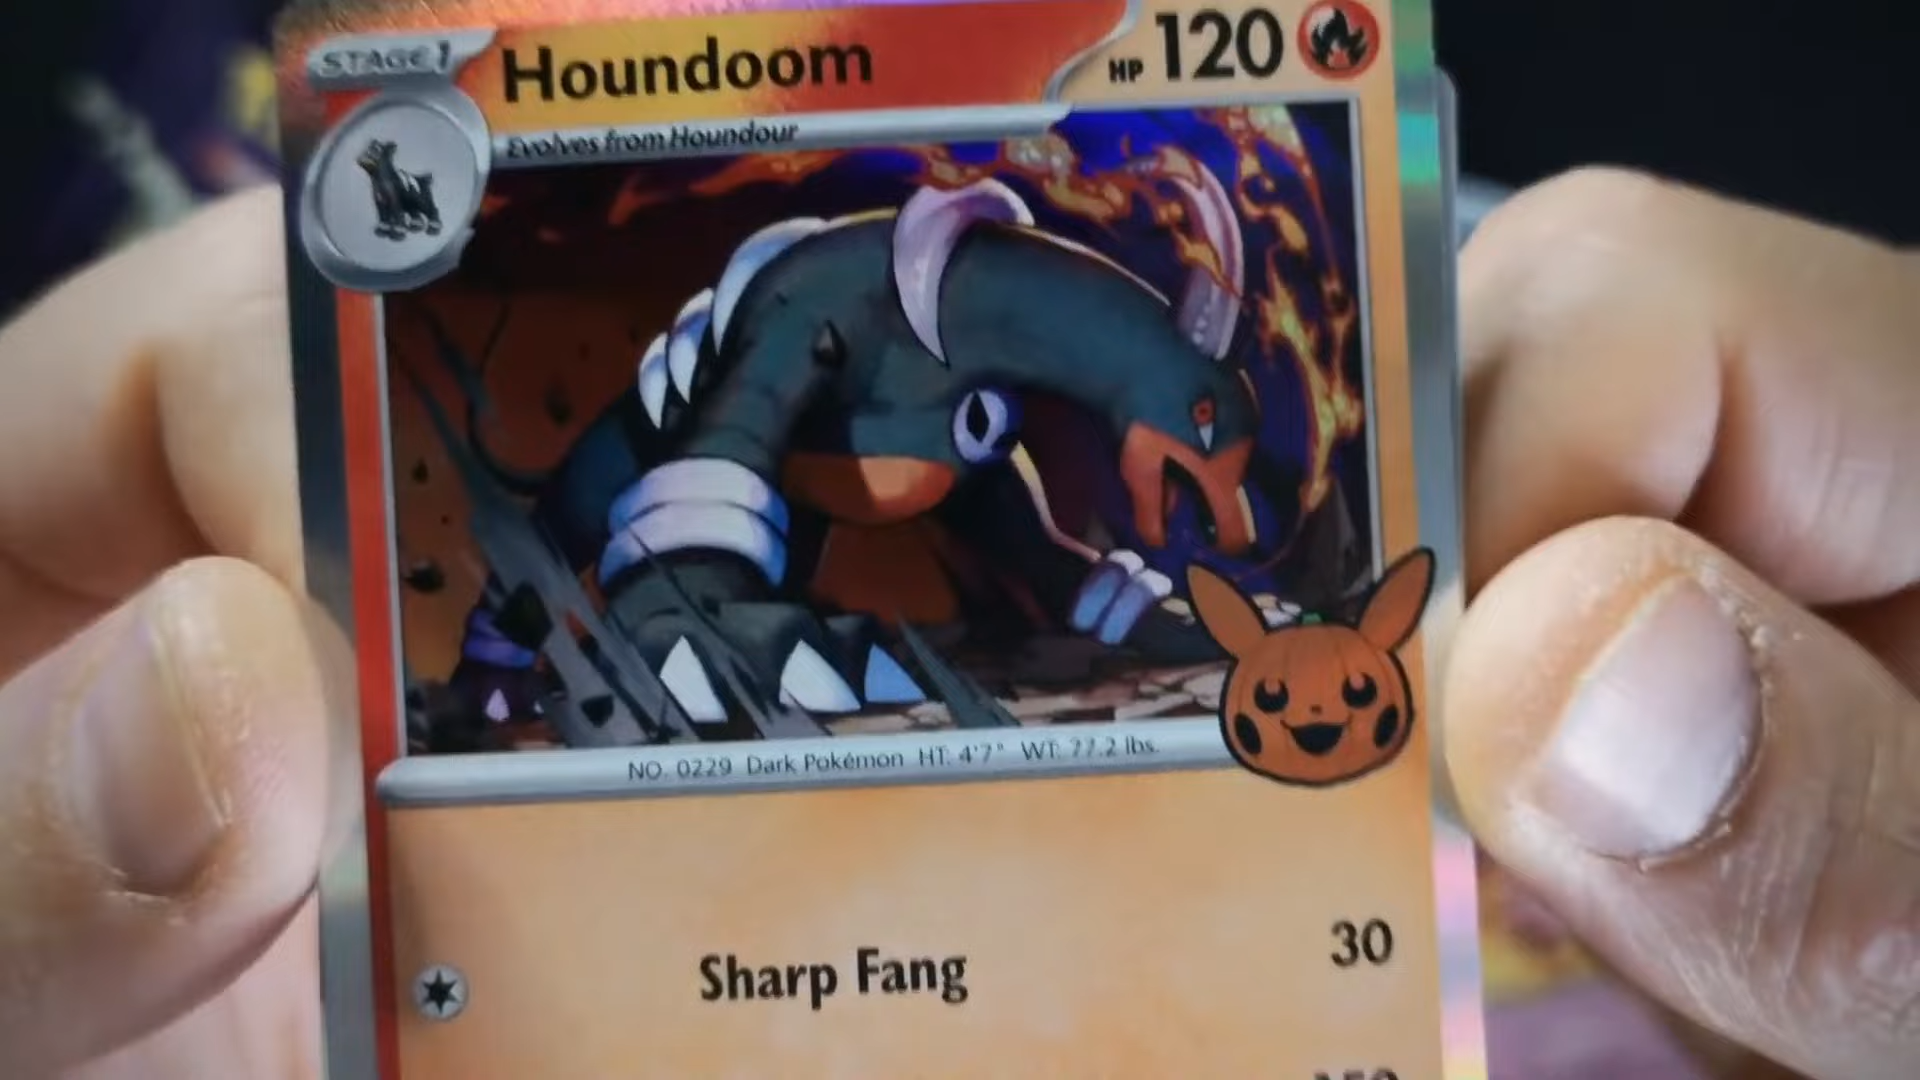 STAGE 1
Houndoom
HP 120
Evolves from Houndour
NO. 0229 Dark Pokémon HT: 4'7" WT: 77.2 lbs.
Sharp Fang
30